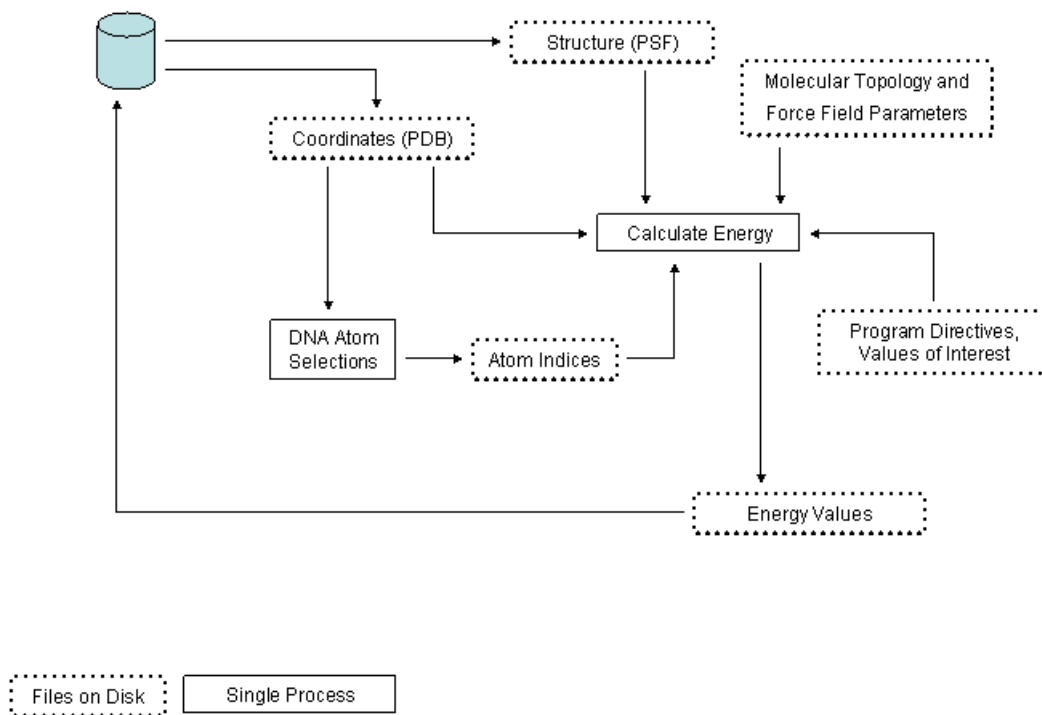 Structure (PSF)
Molecular Topology and
Force Field Parameters
Coordinates (PDB)
Calculate Energy
DNA Atom
Selections
Atom Indices
Program Directives,
Values of Interest
Energy Values
Files on Disk
Single Process